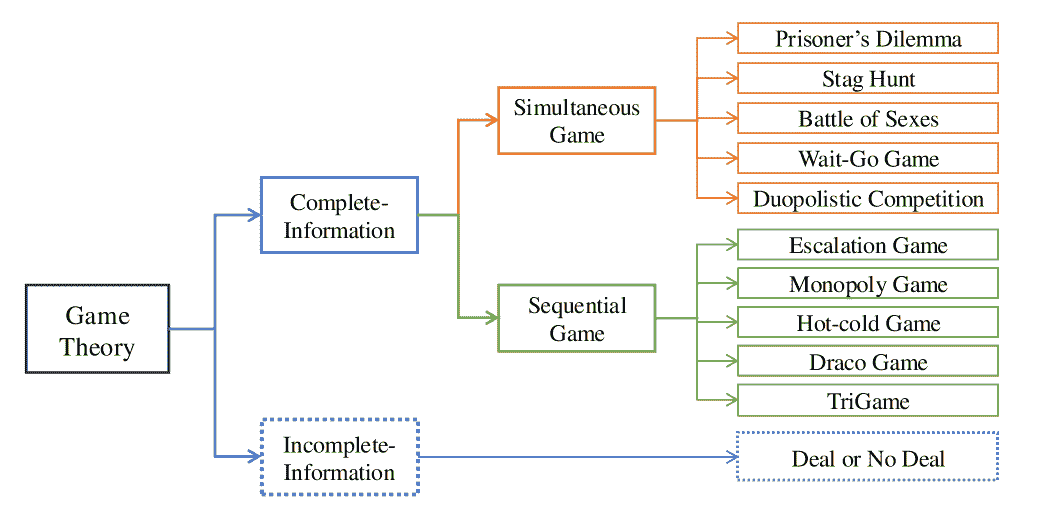 Game
Theory
Complete-
Information
Incomplete-
Information
Simultaneous
Game
Sequential
Game
Prisoner’s Dilemma
Stag Hunt
Battle of Sexes
Wait-Go Game
Duopolistic Competition
Escalation Game
Monopoly Game
Hot-cold Game
Draco Game
TriGame
Deal or No Deal